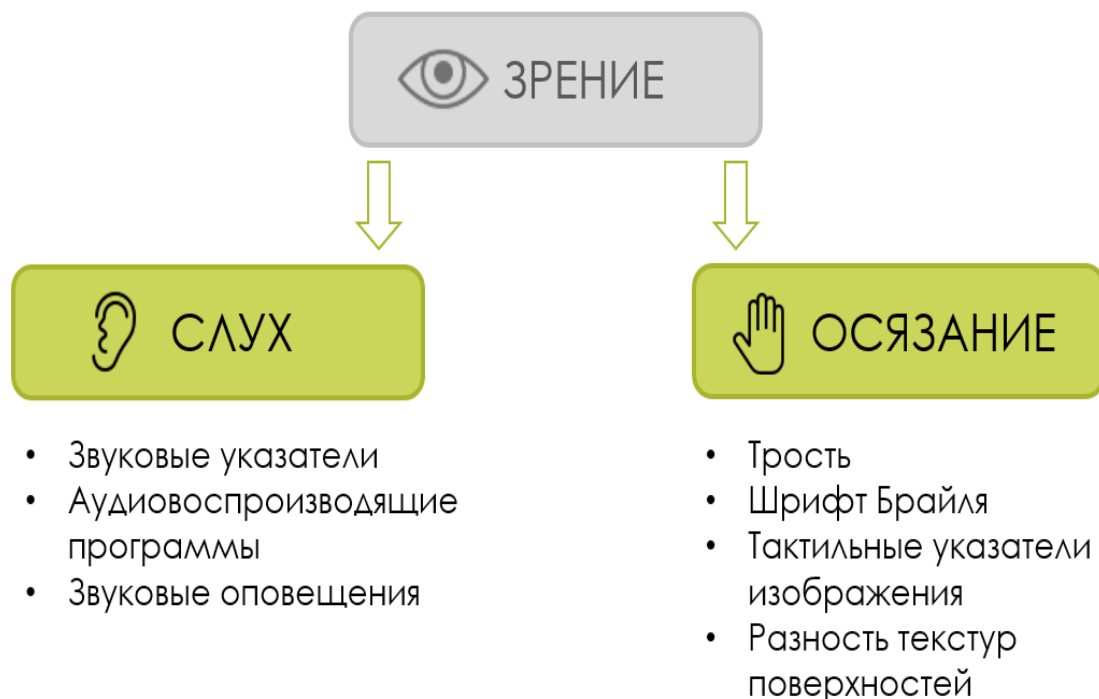 ЗРЕНИЕ
СЛУХ
• Звуковые указатели
• Аудиовоспроизводящие
программы
• Звуковые оповещения
ОСЯЗАНИЕ
• Трость
• Шрифт Брайля
• Тактильные указатели
изображения
• Разность текстур
поверхностей